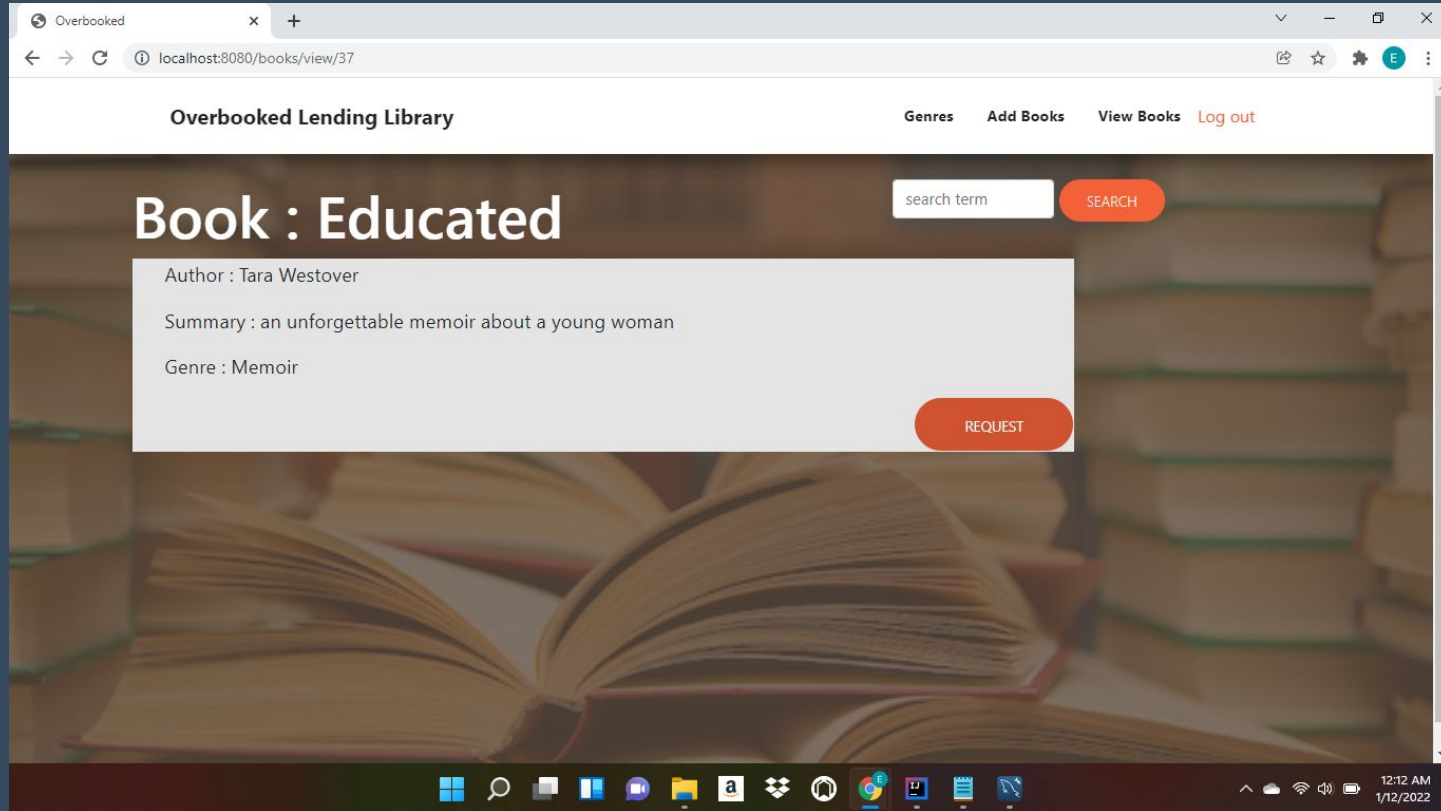 Overbooked
localhost:8080/books/view/37
E
Overbooked Lending Library
Genres Add Books View Books Log out
search term SEARCH
Book : Educated
Author : Tara Westover
Summary : an unforgettable memoir about a young woman
Genre : Memoir
REQUEST
a E IJ
12:12 AM
1/12/2022